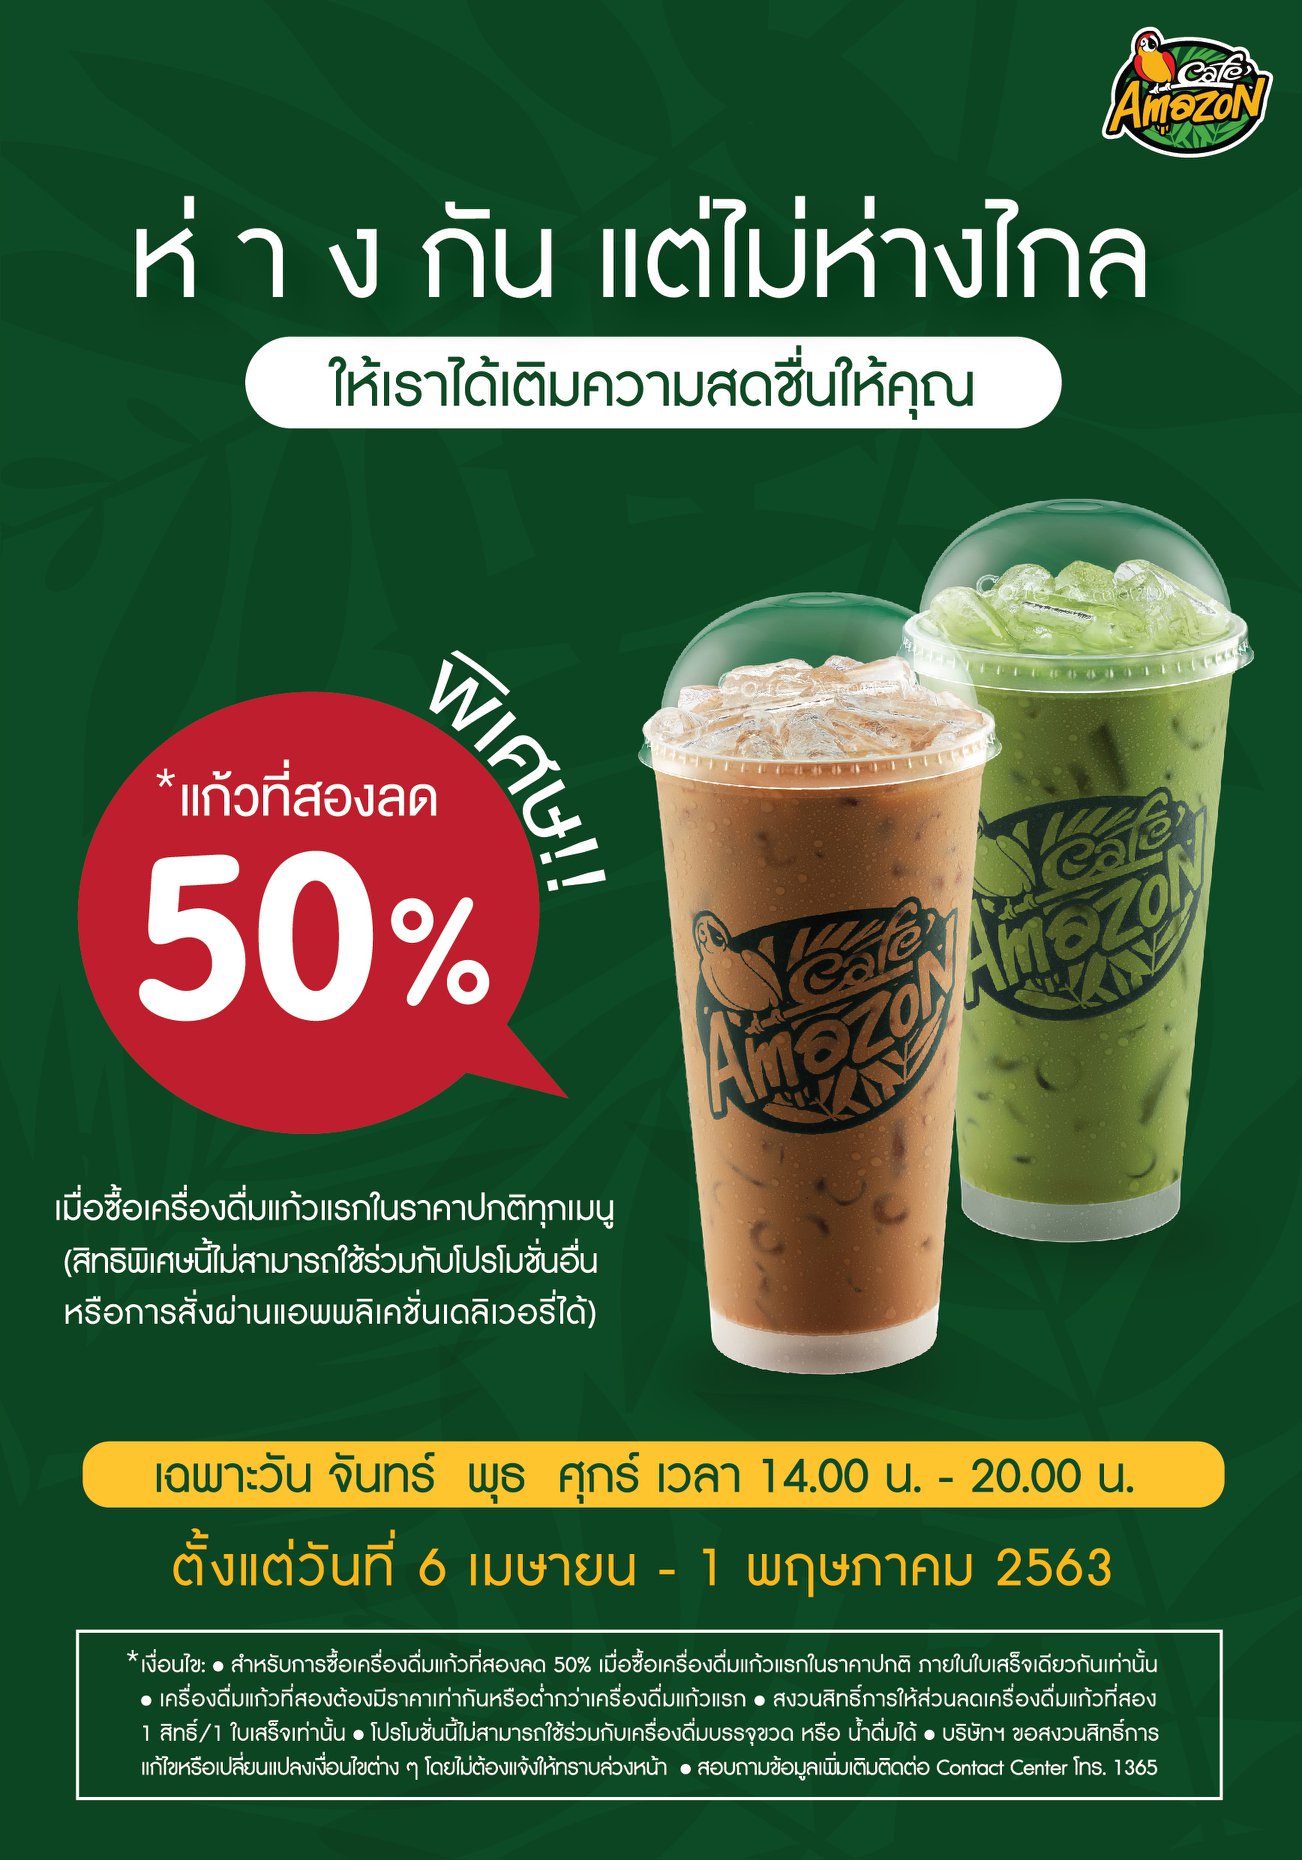 Café
Amazon
ห่ า ง กัน แต่ไม่ห่างไกล
ให้เราได้เติมความสดชื่นให้คุณ
พิเศษ!!
*แก้วที่สองลด
50%
Café
Amazon
Café
Amazon
เมื่อซื้อเครื่องดื่มแก้วแรกในราคาปกติทุกเมนู
(สิทธิพิเศษนี้ไม่สามารถใช้ร่วมกับโปรโมชั่นอื่น
หรือการสั่งผ่านแอพพลิเคชั่นเดลิเวอรี่ได้)
เฉพาะวัน จันทร์ พุธ ศุกร์ เวลา 14.00 น. - 20.00 น.
ตั้งแต่วันที่ 6 เมษายน - 1 พฤษภาคม 2563
*เงื่อนไข: ● สำหรับการซื้อเครื่องดื่มแก้วที่สองลด 50% เมื่อซื้อเครื่องดื่มแก้วแรกในราคาปกติ ภายในใบเสร็จเดียวกันเท่านั้น
● เครื่องดื่มแก้วที่สองต้องมีราคาเท่ากันหรือต่ำกว่าเครื่องดื่มแก้วแรก ● สงวนสิทธิ์การให้ส่วนลดเครื่องดื่มแก้วที่สอง
1 สิทธิ์/1 ใบเสร็จเท่านั้น ● โปรโมชั่นนี้ไม่สามารถใช้ร่วมกับเครื่องดื่มบรรจุขวด หรือ น้ำดื่มได้ ● บริษัทฯ ขอสงวนสิทธิ์การ
แก้ไขหรือเปลี่ยนแปลงเงื่อนไขต่าง ๆ โดยไม่ต้องแจ้งให้ทราบล่วงหน้า ● สอบถามข้อมูลเพิ่มเติมติดต่อ Contact Center โทร. 1365